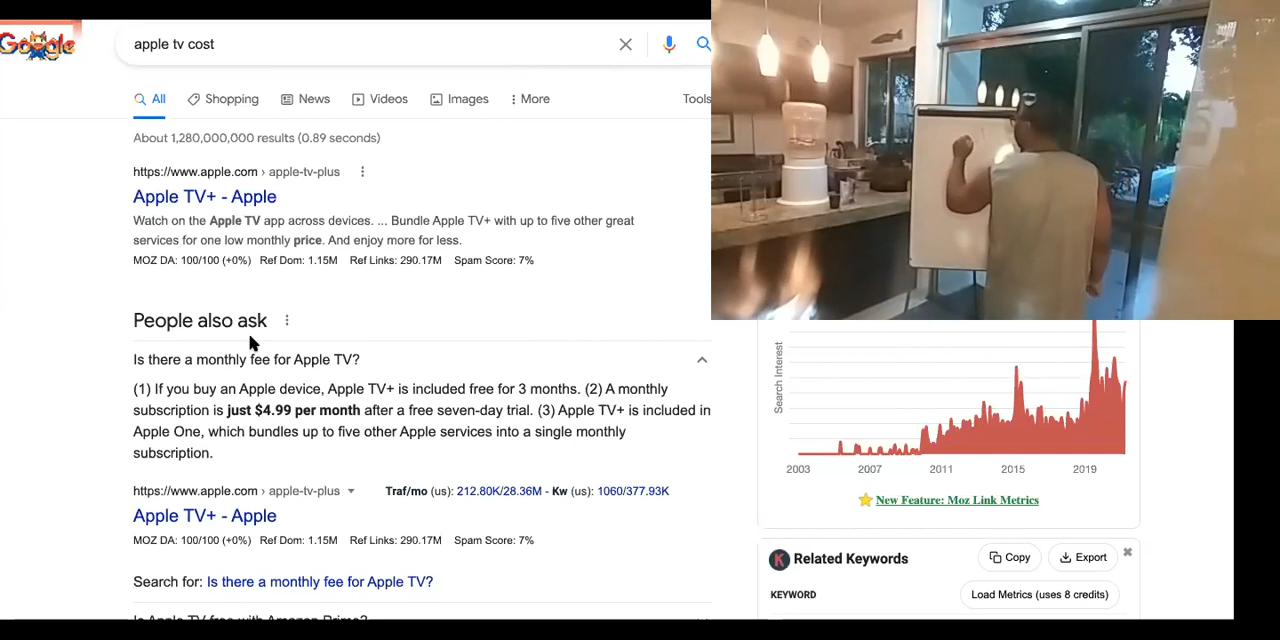 Google
apple tv cost
All
Shopping
News
Videos
Images
More
Tools
About 1,280,000,000 results (0.89 seconds)
https://www.apple.com › apple-tv-plus
Apple TV+ - Apple
Watch on the Apple TV app across devices. ... Bundle Apple TV+ with up to five other great
services for one low monthly price. And enjoy more for less.
MOZ DA: 100/100 (+0%) Ref Dom: 1.15M Ref Links: 290.17M Spam Score: 7%
People also ask
Is there a monthly fee for Apple TV?
(1) If you buy an Apple device, Apple TV+ is included free for 3 months. (2) A monthly
subscription is just $4.99 per month after a free seven-day trial. (3) Apple TV+ is included in
Apple One, which bundles up to five other Apple services into a single monthly
subscription.
https://www.apple.com › apple-tv-plus Traf/mo (us): 212.80K/28.36M - Kw (us): 1060/377.93K
Apple TV+ - Apple
MOZ DA: 100/100 (+0%) Ref Dom: 1.15M Ref Links: 290.17M Spam Score: 7%
Search for: Is there a monthly fee for Apple TV?
Is Apple TV free with Amazon Prime?
Search Interest
2003 2007 2011 2015 2019
New Feature: Moz Link Metrics
Related Keywords
Copy
Export
KEYWORD
Load Metrics (uses 8 credits)